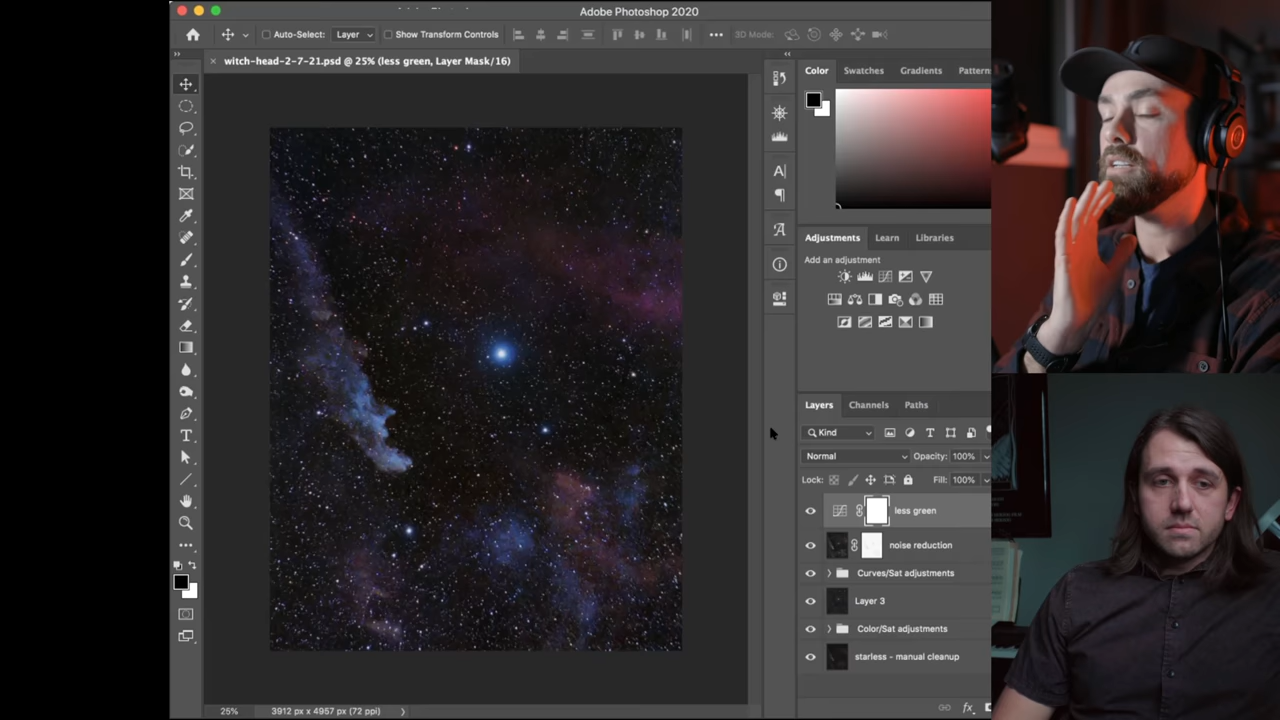 Adobe Photoshop 2020
Auto-Select: Layer Show Transform Controls 3D Mode:
witch-head-2-7-21.psd @ 25% (less green, Layer Mask/16)
Color Swatches Gradients Pattern
Adjustments Learn Libraries
Add an adjustment
Layers Channels Paths
Kind
Normal Opacity: 100%
Lock: Fill: 100%
less green
noise reduction
Curves/Sat adjustments
Layer 3
Color/Sat adjustments
starless - manual cleanup
fx
25% 3912 px x 4957 px (72 ppi)